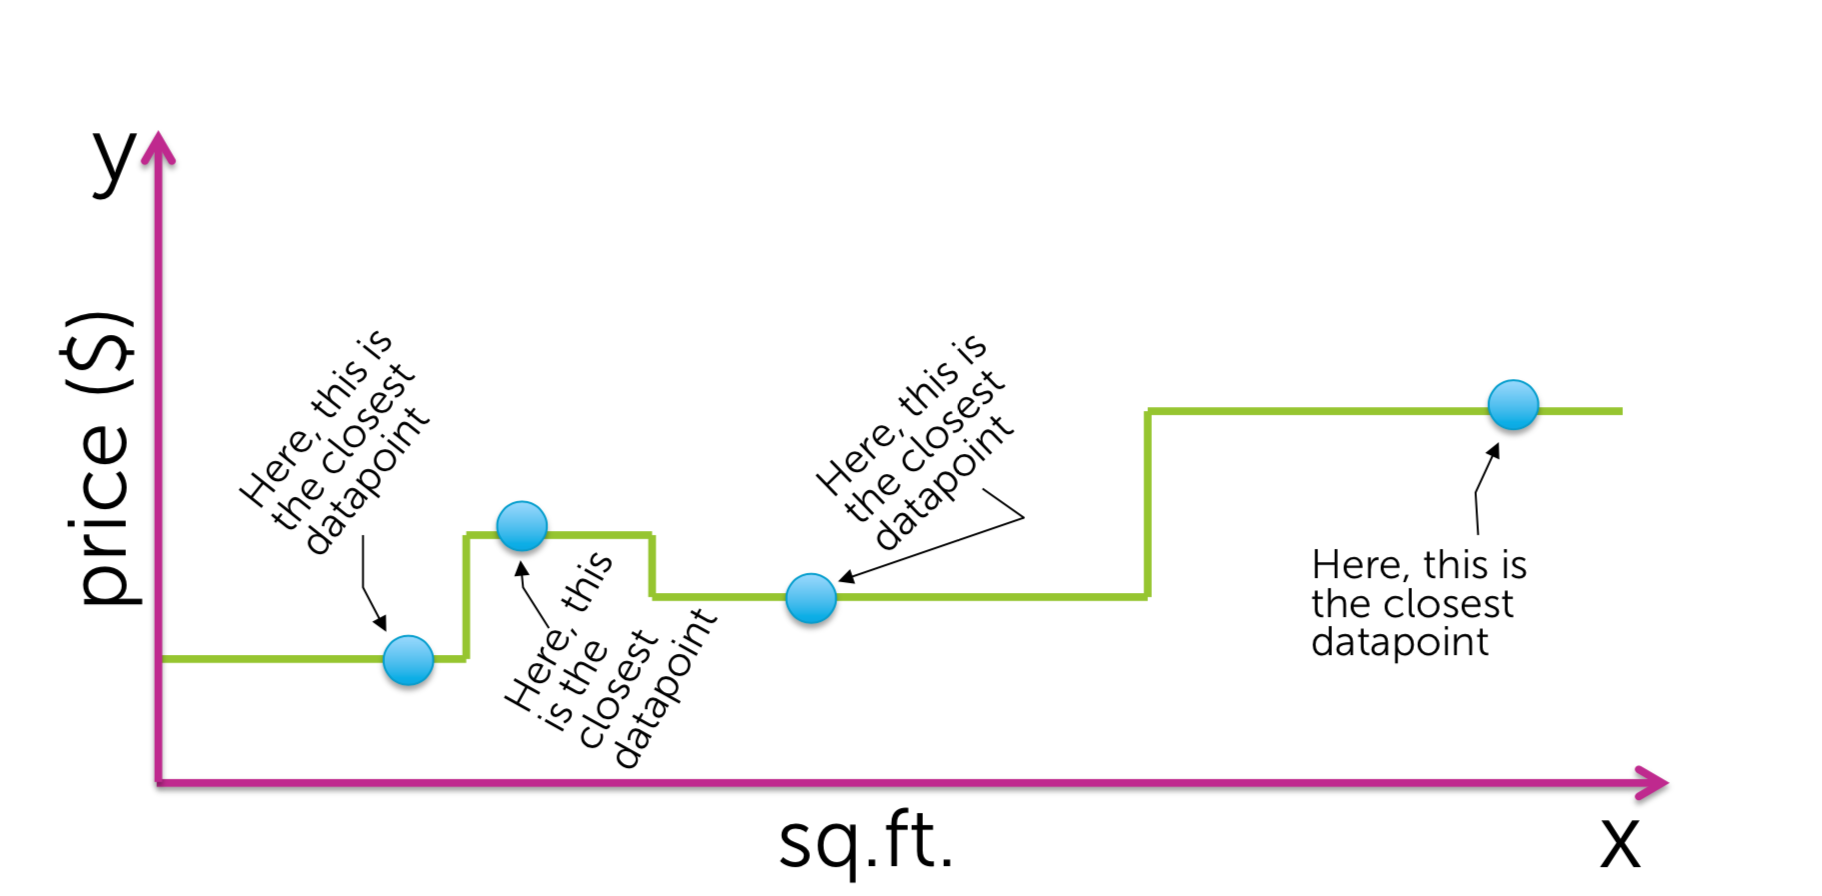 y
price ($)
Here, this is
the closest
datapoint
Here, this
is the
closest
datapoint
Here, this is
the closest
datapoint
Here, this is
the closest
datapoint
sq.ft.
x